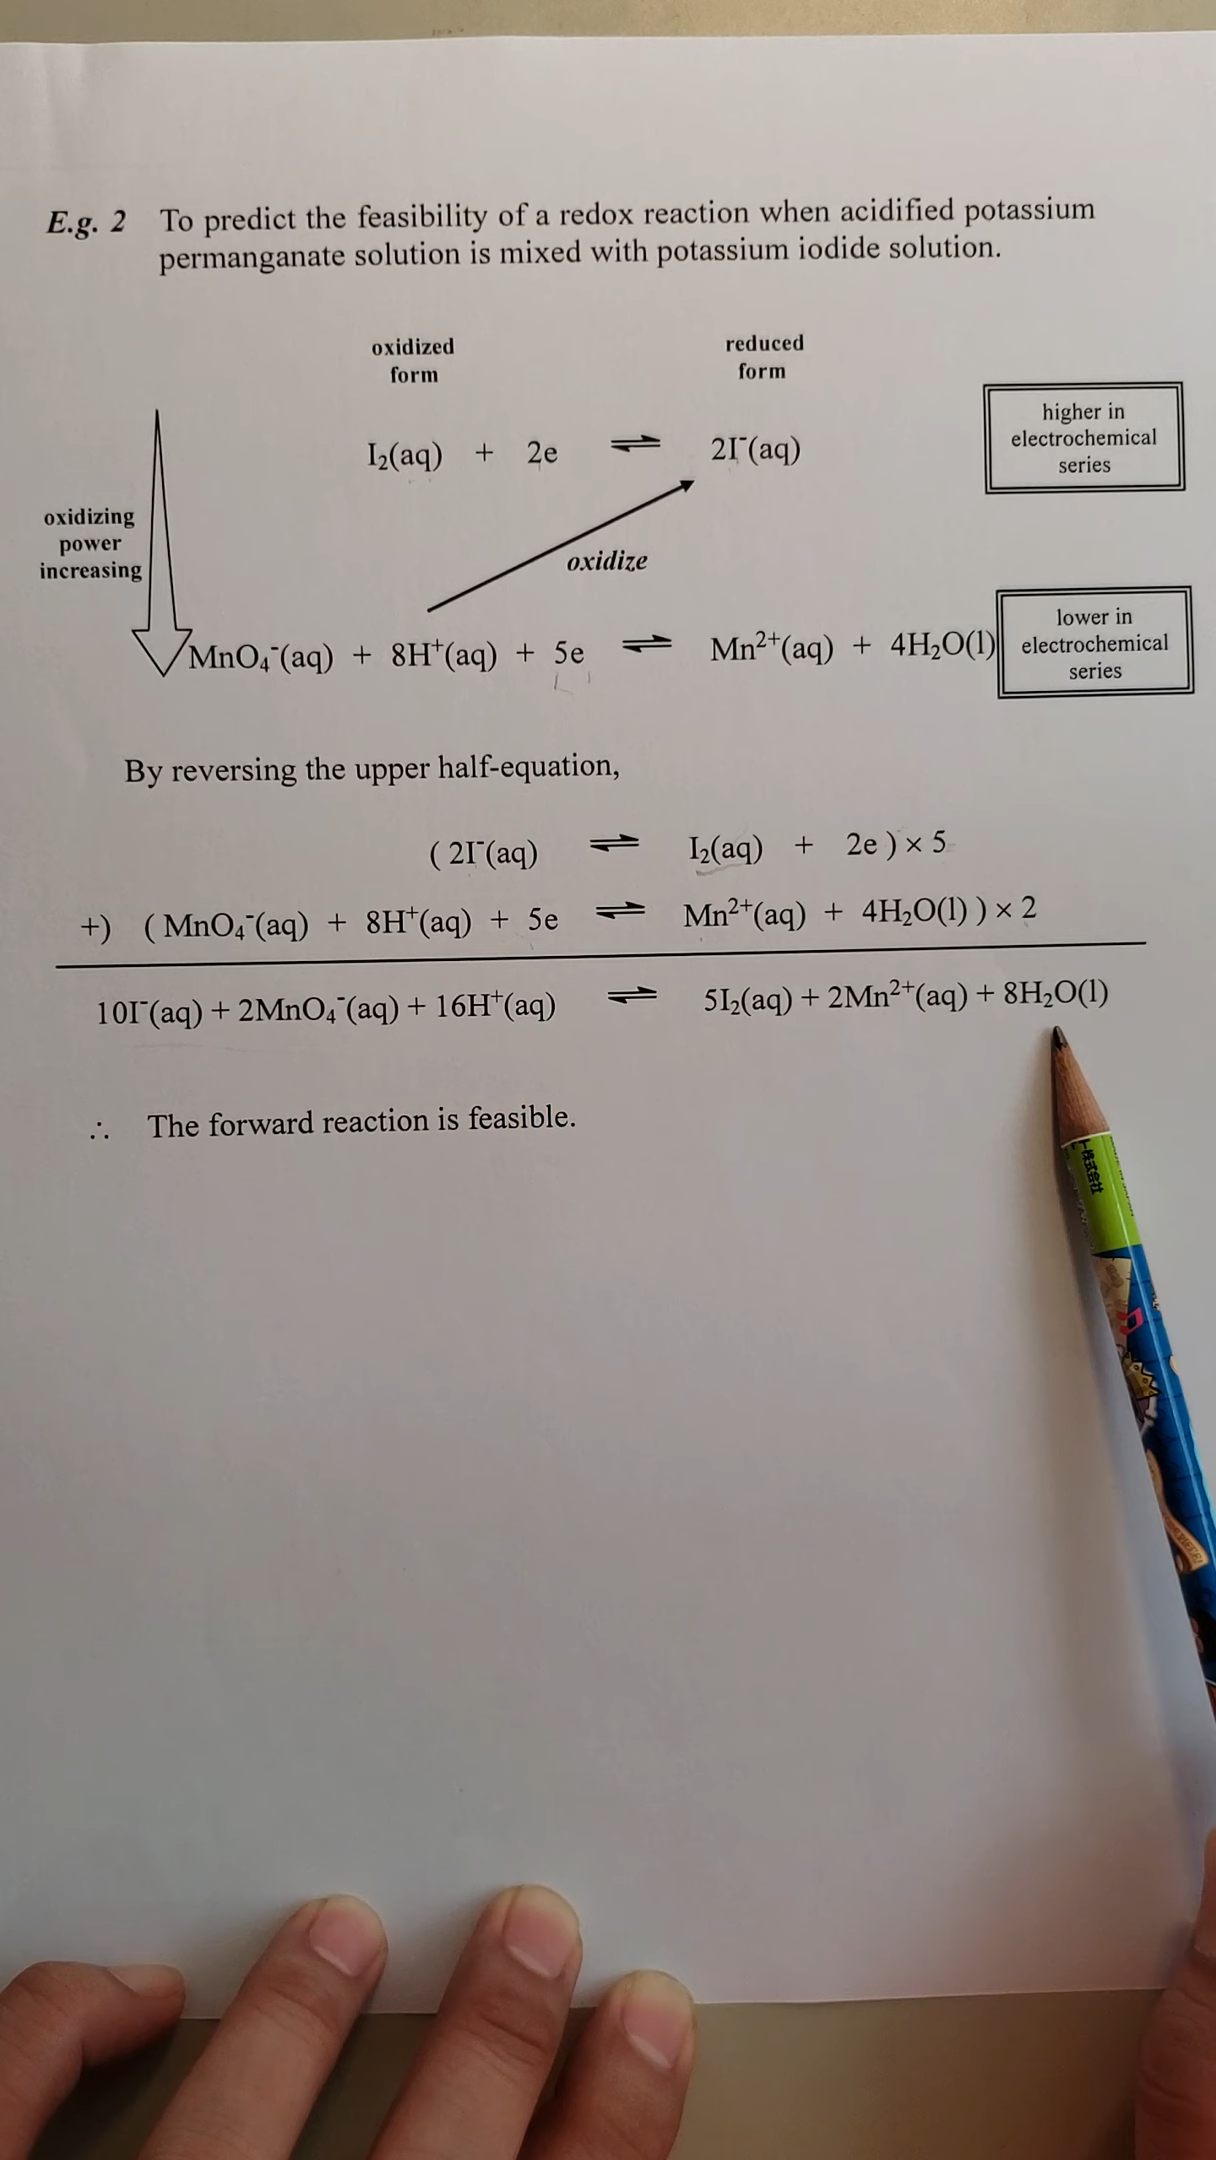 E.g. 2 To predict the feasibility of a redox reaction when acidified potassium
permanganate solution is mixed with potassium iodide solution.
oxidized
form
reduced
form
I₂(aq) + 2e ⇌ 2I⁻(aq)
higher in
electrochemical
series
oxidizing
power
increasing
oxidize
MnO₄⁻(aq) + 8H⁺(aq) + 5e ⇌ Mn²⁺(aq) + 4H₂O(l)
lower in
electrochemical
series
By reversing the upper half-equation,
( 2I⁻(aq) ⇌ I₂(aq) + 2e ) × 5
+) ( MnO₄⁻(aq) + 8H⁺(aq) + 5e ⇌ Mn²⁺(aq) + 4H₂O(l) ) × 2
10I⁻(aq) + 2MnO₄⁻(aq) + 16H⁺(aq) ⇌ 5I₂(aq) + 2Mn²⁺(aq) + 8H₂O(l)
∴ The forward reaction is feasible.
株式会社